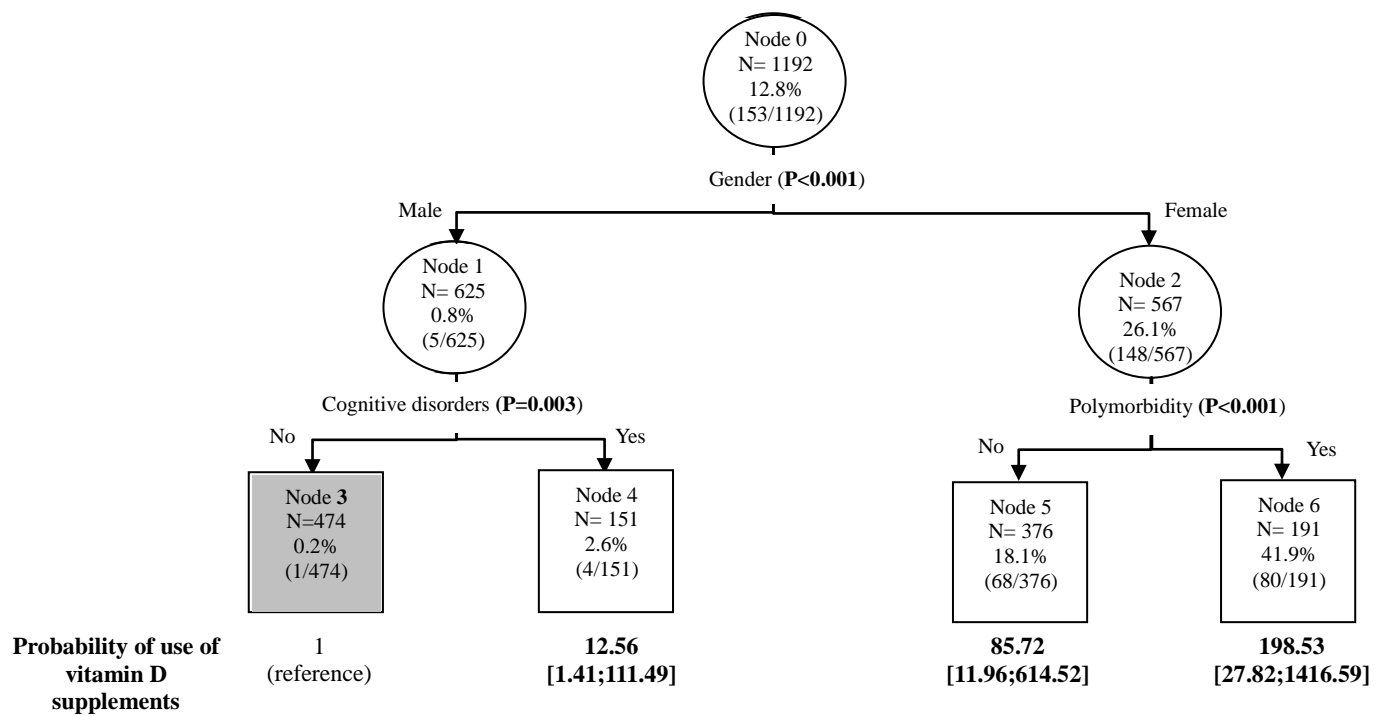 Node 0
N= 1192
12.8%
(153/1192)
Gender (P<0.001)
Male
Female
Node 1
N= 625
0.8%
(5/625)
Node 2
N= 567
26.1%
(148/567)
Cognitive disorders (P=0.003)
Polymorbidity (P<0.001)
No
Yes
No
Yes
Node 3
N=474
0.2%
(1/474)
Node 4
N= 151
2.6%
(4/151)
Node 5
N= 376
18.1%
(68/376)
Node 6
N= 191
41.9%
(80/191)
Probability of use of
vitamin D
supplements
1
(reference)
12.56
[1.41;111.49]
85.72
[11.96;614.52]
198.53
[27.82;1416.59]